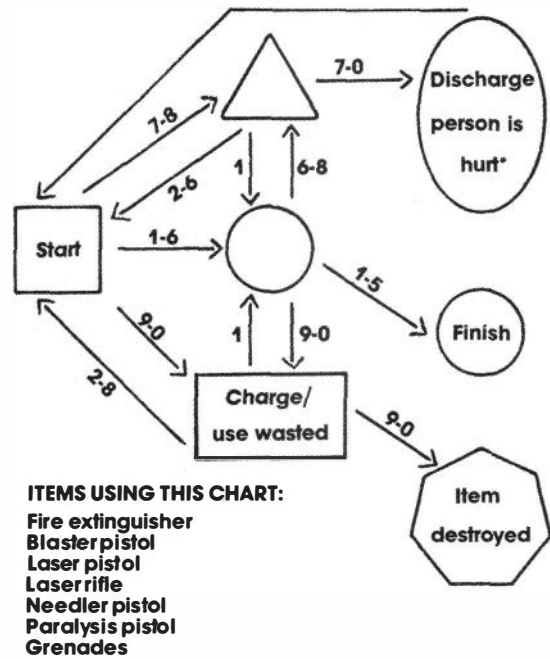 7-0
Discharge
person is
hurt*
7-8
2-6
1
6-8
Start
1-6
1-5
Finish
9-0
2-8
1
9-0
Charge/
use wasted
9-0
Item
destroyed
ITEMS USING THIS CHART:
Fire extinguisher
Blaster pistol
Laser pistol
Laser rifle
Needler pistol
Paralysis pistol
Grenades